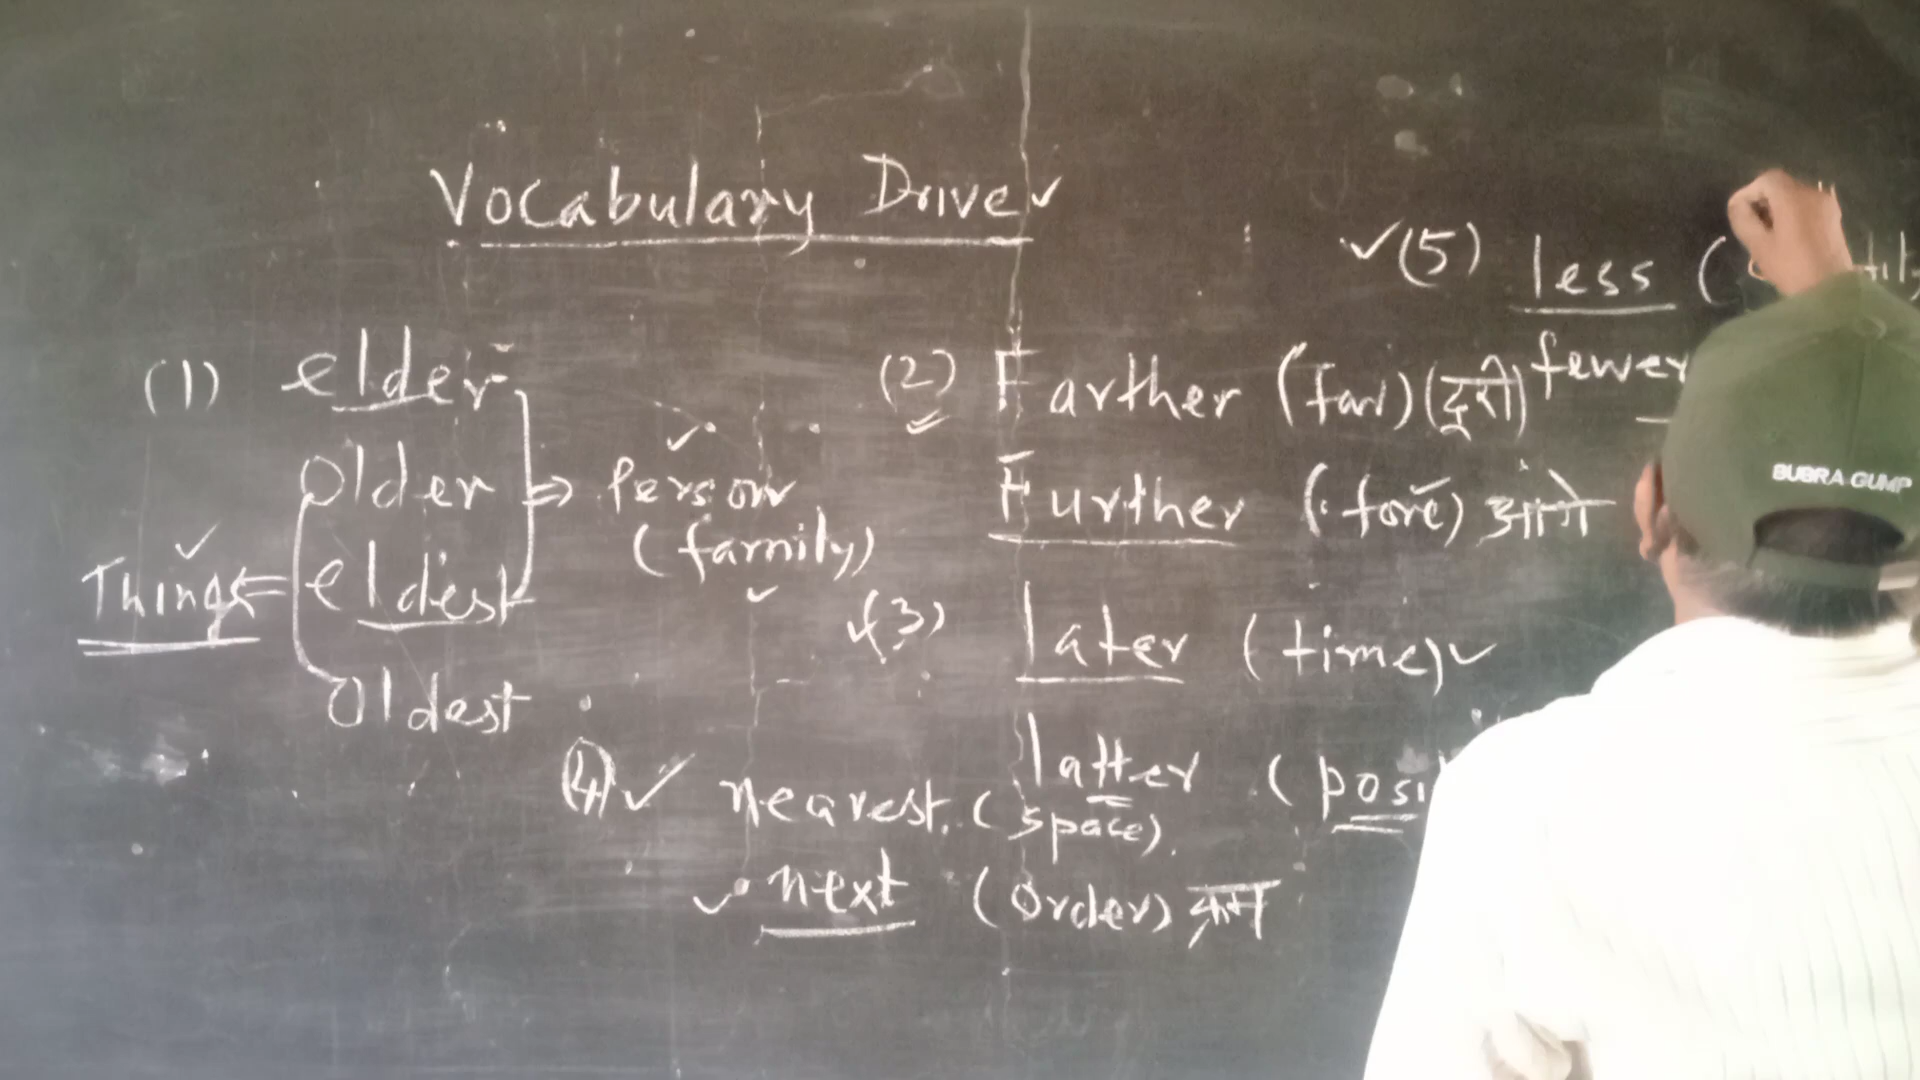 Vocabulary Drive
(1) elder
Older
eldest
Oldest
Person
(family)
Things
(2) Farther (far) (दूरी)
Further (fore) आगे
(3) later (time)
latter (
(4) nearest (space)
next (Order) क्रम
(5) less (
fewer
BUBRA GUMP